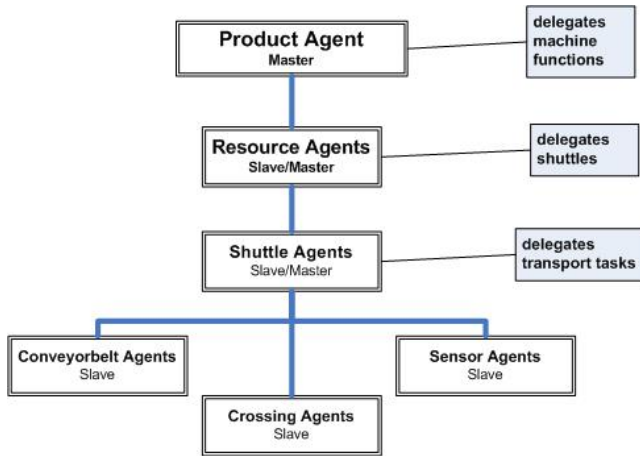 Product Agent
Master
delegates
machine
functions
Resource Agents
Slave/Master
delegates
shuttles
Shuttle Agents
Slave/Master
delegates
transport tasks
Conveyorbelt Agents
Slave
Sensor Agents
Slave
Crossing Agents
Slave